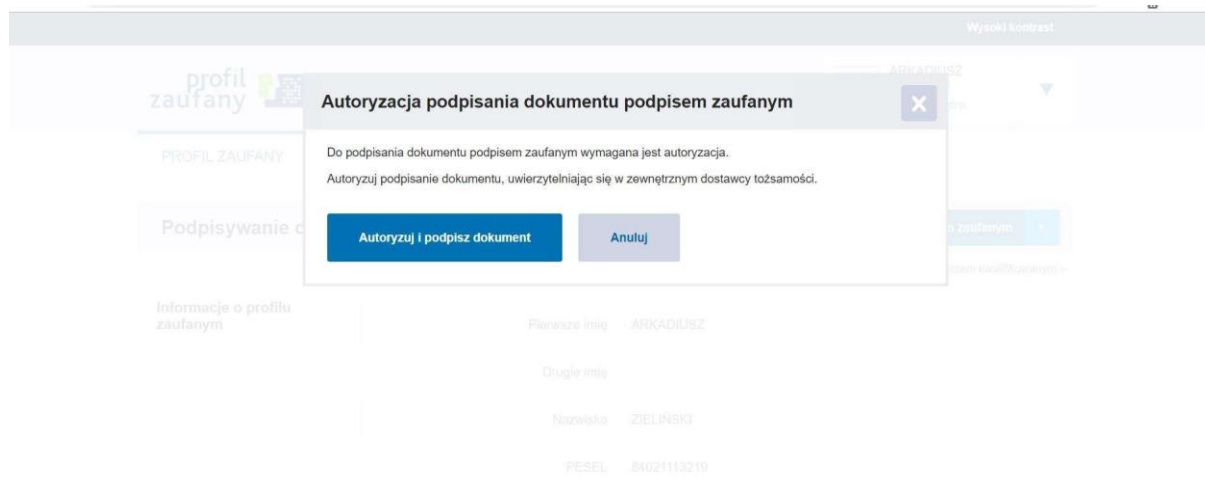 Wysoki kontrast
profil
zaufany
ARKADIUSZ
Autoryzacja podpisania dokumentu podpisem zaufanym
PROFIL ZAUFANY
Do podpisania dokumentu podpisem zaufanym wymagana jest autoryzacja.
Autoryzuj podpisanie dokumentu, uwierzytelniając się w zewnętrznym dostawcy tożsamości.
Podpisywanie
zaufanym
Autoryzuj i podpisz dokument
Anuluj
Informacje o profilu
zaufanym
Pierwsze imię ARKADIUSZ
Drugie imię
Nazwisko ZIELIŃSKI
PESEL 84021113219